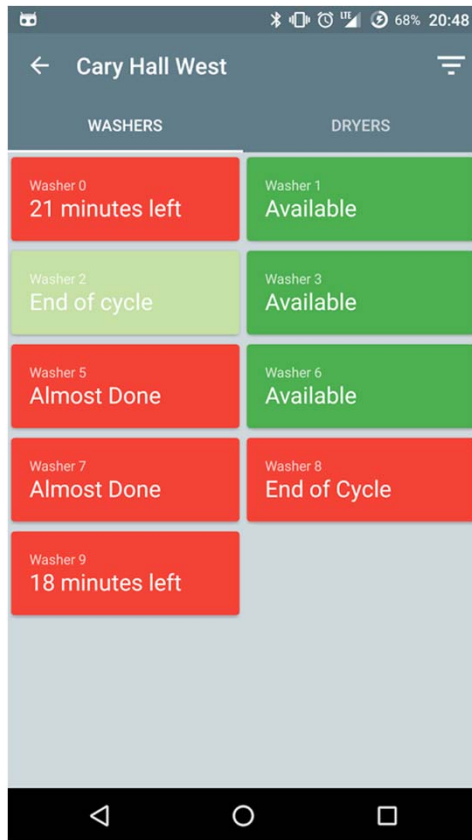 LTE 68% 20:48
Cary Hall West
WASHERS DRYERS
Washer 0
21 minutes left
Washer 1
Available
Washer 2
End of cycle
Washer 3
Available
Washer 5
Almost Done
Washer 6
Available
Washer 7
Almost Done
Washer 8
End of Cycle
Washer 9
18 minutes left